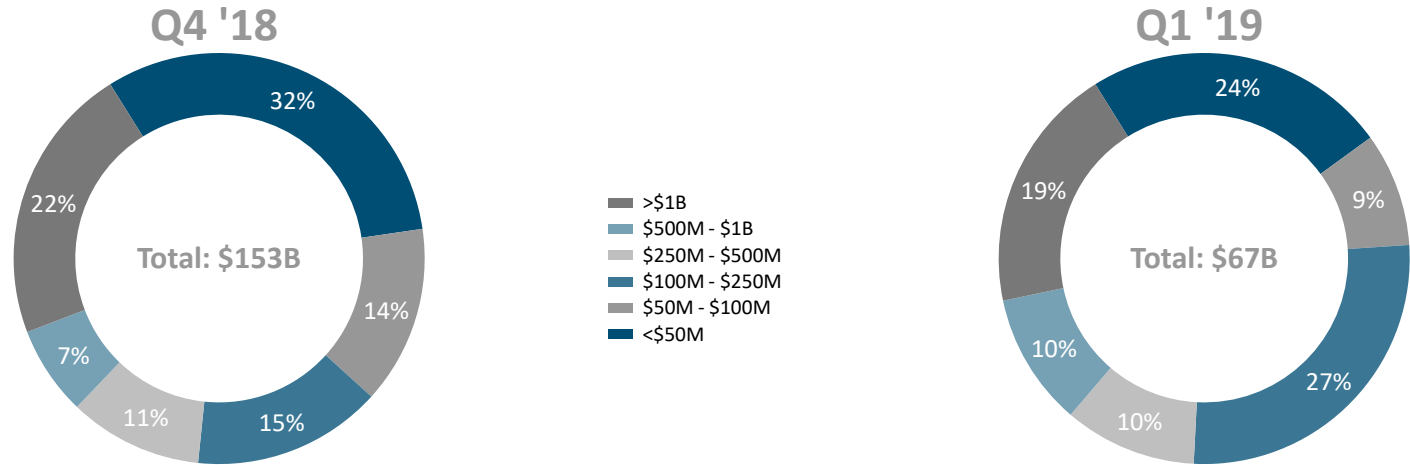 Q4 '18
32%
22%
Total: $153B
14%
7%
11%
15%
>$1B
$500M - $1B
$250M - $500M
$100M - $250M
$50M - $100M
<$50M
Q1 '19
24%
19%
9%
Total: $67B
10%
27%
10%